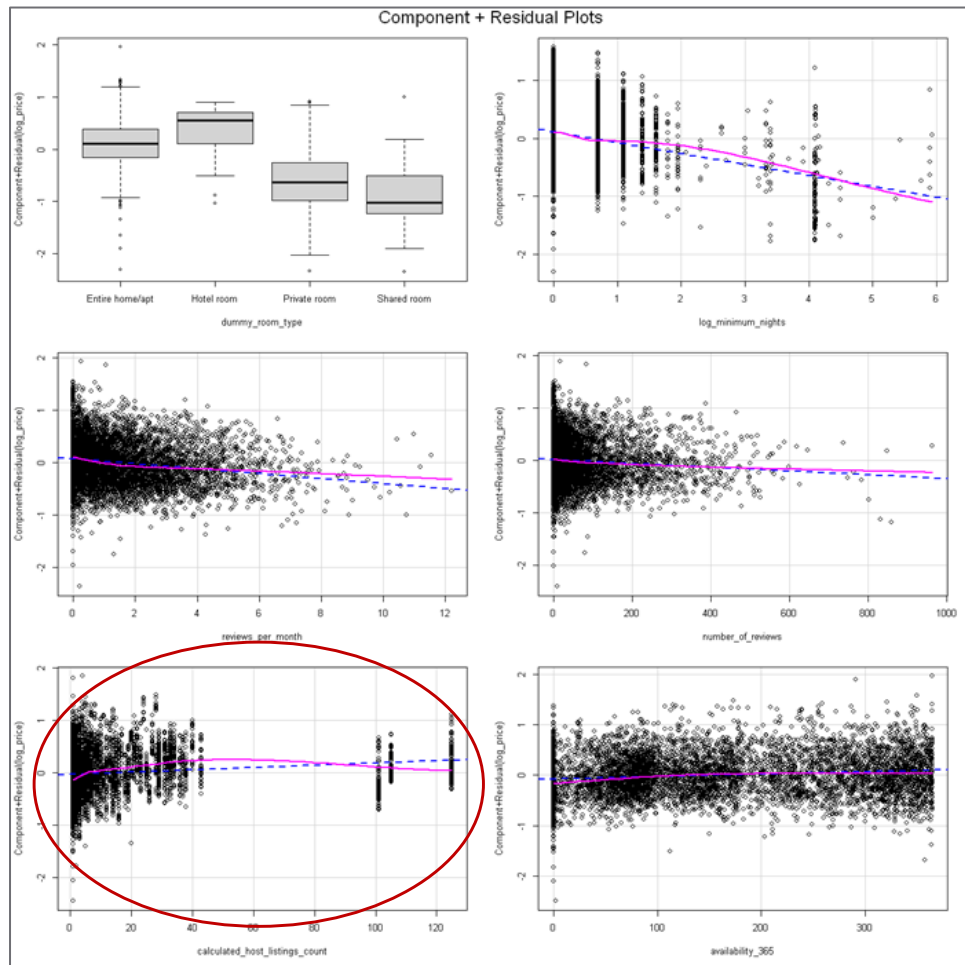 Component + Residual Plots
Component+Residual(log_price)
2
1
0
-1
-2
Entire home/apt Hotel room Private room Shared room
dummy_room_type
Component+Residual(log_price)
1
0
-1
-2
0 1 2 3 4 5 6
log_minimum_nights
Component+Residual(log_price)
2
1
0
-1
-2
0 2 4 6 8 10 12
reviews_per_month
Component+Residual(log_price)
2
1
0
-1
-2
0 200 400 600 800 1000
number_of_reviews
Component+Residual(log_price)
2
1
0
-1
-2
0 20 40 60 80 100 120
calculated_host_listings_count
Component+Residual(log_price)
2
1
0
-1
-2
0 100 200 300
availability_365